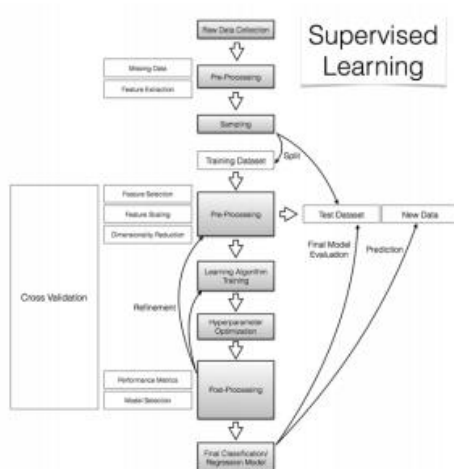 Raw Data Collection
Supervised
Learning
Missing Data
Feature Extraction
Pre-Processing
Sampling
Split
Training Dataset
Feature Selection
Feature Scaling
Dimensionality Reduction
Pre-Processing
Test Dataset
New Data
Final Model
Evaluation
Prediction
Learning Algorithm
Training
Cross Validation
Refinement
Hyperparameter
Optimization
Performance Metrics
Model Selection
Post-Processing
Final Classification/
Regression Model